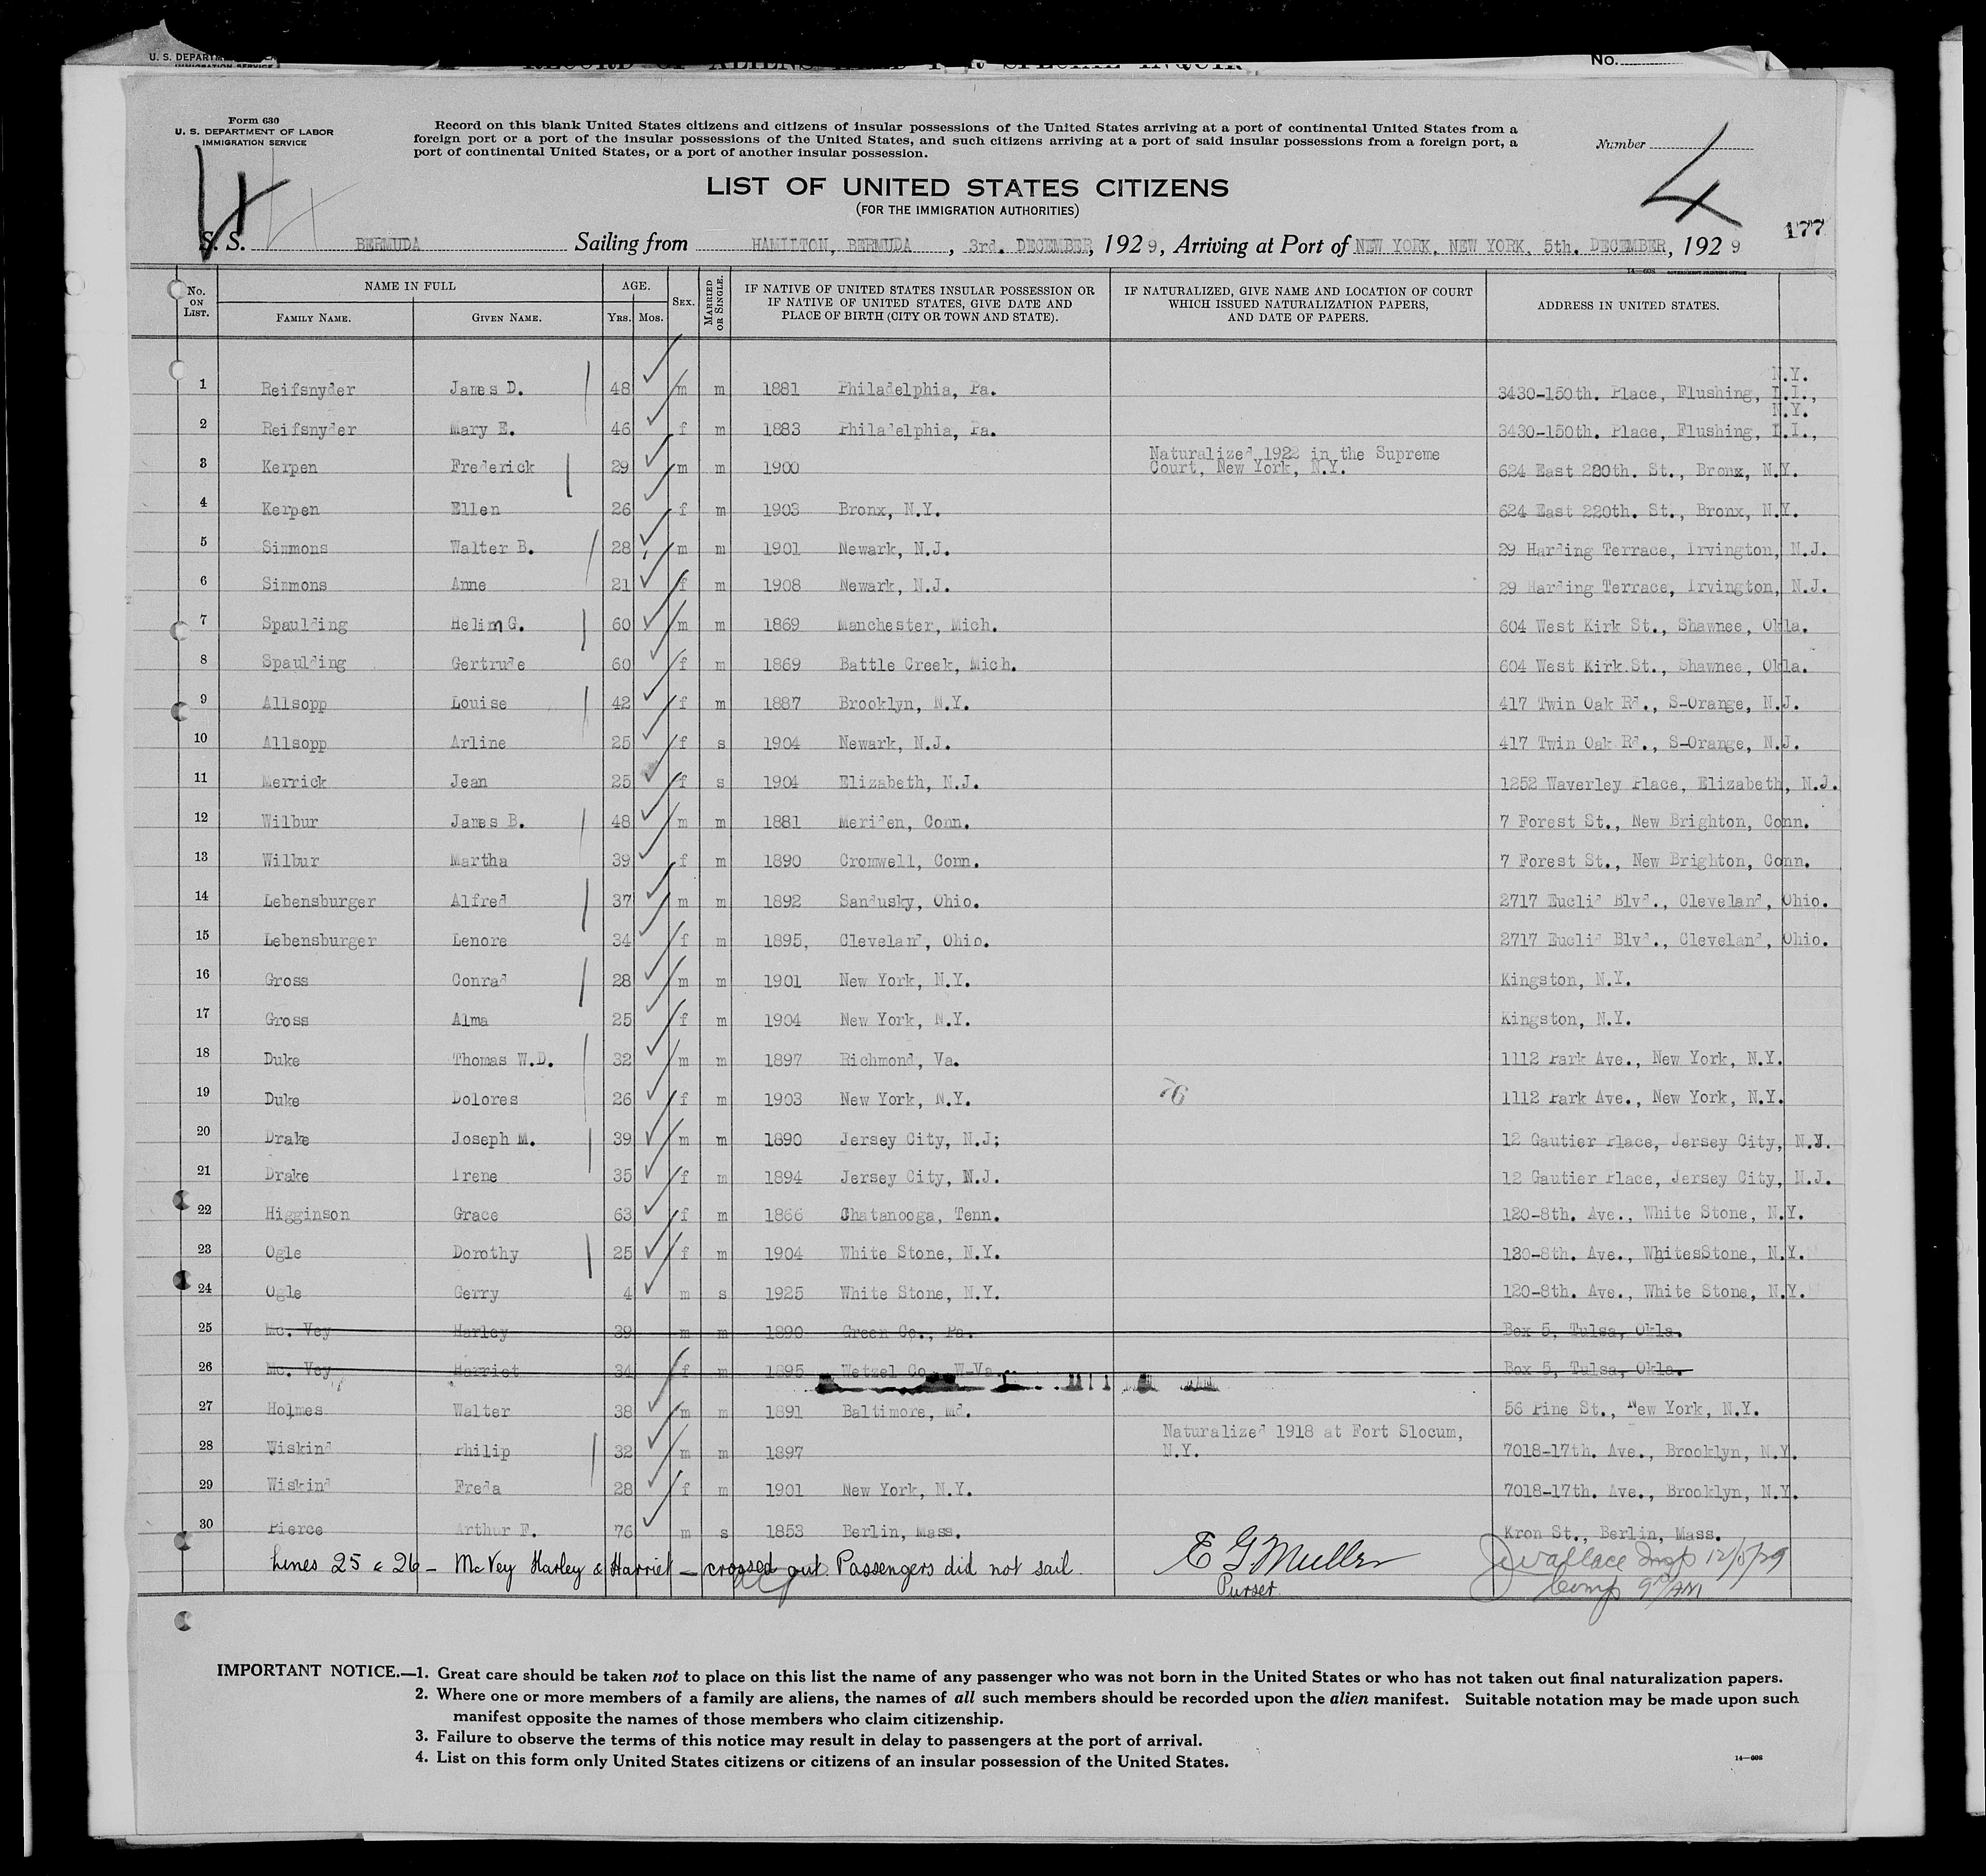 U. S. DEPARTM
IMMIGRATION SERVICE
No.
Form 630
U. S. DEPARTMENT OF LABOR
IMMIGRATION SERVICE
Record on this blank United States citizens and citizens of insular possessions of the United States arriving at a port of continental United States from a
foreign port or a port of the insular possessions of the United States, and such citizens arriving at a port of said insular possessions from a foreign port, a
port of continental United States, or a port of another insular possession.
Number
4
4
LIST OF UNITED STATES CITIZENS
(FOR THE IMMIGRATION AUTHORITIES)
177
S. S. BERMUDA Sailing from HAMILTON, BERMUDA, 3rd. DECEMBER, 1929, Arriving at Port of NEW YORK, NEW YORK, 5th. DECEMBER, 1929
No. ON LIST. NAME IN FULL FAMILY NAME. GIVEN NAME. AGE. YRS. MOS. SEX. MARRIED OR SINGLE. IF NATIVE OF UNITED STATES INSULAR POSSESSION OR IF NATIVE OF UNITED STATES, GIVE DATE AND PLACE OF BIRTH (CITY OR TOWN AND STATE). IF NATURALIZED, GIVE NAME AND LOCATION OF COURT WHICH ISSUED NATURALIZATION PAPERS, AND DATE OF PAPERS. ADDRESS IN UNITED STATES.
1 Reifsnyder James D. 48 m m 1881 Philadelphia, Pa. 3430-150th. Place, Flushing, L.I., N.Y.
2 Reifsnyder Mary E. 46 f m 1883 Philadelphia, Pa. 3430-150th. Place, Flushing, L.I., N.Y.
3 Kerpen Frederick 29 m m 1900 Naturalized 1922 in the Supreme Court, New York, N.Y. 624 East 220th. St., Bronx, N.Y.
4 Kerpen Ellen 26 f m 1903 Bronx, N.Y. 624 East 220th. St., Bronx, N.Y.
5 Simmons Walter B. 28 m m 1901 Newark, N.J. 29 Harding Terrace, Irvington, N.J.
6 Simmons Anne 21 f m 1908 Newark, N.J. 29 Harding Terrace, Irvington, N.J.
7 Spaulding Helim G. 60 m m 1869 Manchester, Mich. 604 West Kirk St., Shawnee, Okla.
8 Spaulding Gertrude 60 f m 1869 Battle Creek, Mich. 604 West Kirk St., Shawnee, Okla.
9 Allsopp Louise 42 f m 1887 Brooklyn, N.Y. 417 Twin Oak Rd., S-Orange, N.J.
10 Allsopp Arline 25 f s 1904 Newark, N.J. 417 Twin Oak Rd., S-Orange, N.J.
11 Merrick Jean 25 f s 1904 Elizabeth, N.J. 1252 Waverley Place, Elizabeth, N.J.
12 Wilbur James B. 48 m m 1881 Meriden, Conn. 7 Forest St., New Brighton, Conn.
13 Wilbur Martha 39 f m 1890 Cromwell, Conn. 7 Forest St., New Brighton, Conn.
14 Lebensburger Alfred 37 m m 1892 Sandusky, Ohio. 2717 Euclid Blvd., Cleveland, Ohio.
15 Lebensburger Lenore 34 f m 1895, Cleveland, Ohio. 2717 Euclid Blvd., Cleveland, Ohio.
16 Gross Conrad 28 m m 1901 New York, N.Y. Kingston, N.Y.
17 Gross Alma 25 f m 1904 New York, N.Y. Kingston, N.Y.
18 Duke Thomas W.D. 32 m m 1897 Richmond, Va. 1112 Park Ave., New York, N.Y.
19 Duke Dolores 26 f m 1903 New York, N.Y. 76 1112 Park Ave., New York, N.Y.
20 Drake Joseph M. 39 m m 1890 Jersey City, N.J; 12 Gautier Place, Jersey City, N.J.
21 Drake Irene 35 f m 1894 Jersey City, N.J. 12 Gautier Place, Jersey City, N.J.
22 Higginson Grace 63 f m 1866 Chatanooga, Tenn. 120-8th. Ave., White Stone, N.Y.
23 Ogle Dorothy 25 f m 1904 White Stone, N.Y. 120-8th. Ave., WhitesStone, N.Y.
24 Ogle Gerry 4 m s 1925 White Stone, N.Y. 120-8th. Ave., White Stone, N.Y.
25 Mc. Vey Harley 39 m m 1890 Green Co., Pa. Box 5, Tulsa, Okla.
26 Mc. Vey Harriet 34 f m 1895 Wetzel Co., W-Va. Box 5, Tulsa, Okla.
27 Holmes Walter 38 m m 1891 Baltimore, Md. 56 Pine St., New York, N.Y.
28 Wiskind Philip 32 m m 1897 Naturalized 1918 at Fort Slocum, N.Y. 7018-17th. Ave., Brooklyn, N.Y.
29 Wiskind Freda 28 f m 1901 New York, N.Y. 7018-17th. Ave., Brooklyn, N.Y.
30 Pierce Arthur F. 76 m s 1853 Berlin, Mass. Kron St., Berlin, Mass.
Lines 25 & 26 - McVey Harley & Harriet - crossed out Passengers did not sail.
E G Muller
Purser.
JWallace Insp 12/5/29
Comp 9 AM
IMPORTANT NOTICE.—1. Great care should be taken not to place on this list the name of any passenger who was not born in the United States or who has not taken out final naturalization papers.
2. Where one or more members of a family are aliens, the names of all such members should be recorded upon the alien manifest. Suitable notation may be made upon such
manifest opposite the names of those members who claim citizenship.
3. Failure to observe the terms of this notice may result in delay to passengers at the port of arrival.
4. List on this form only United States citizens or citizens of an insular possession of the United States.
14—608